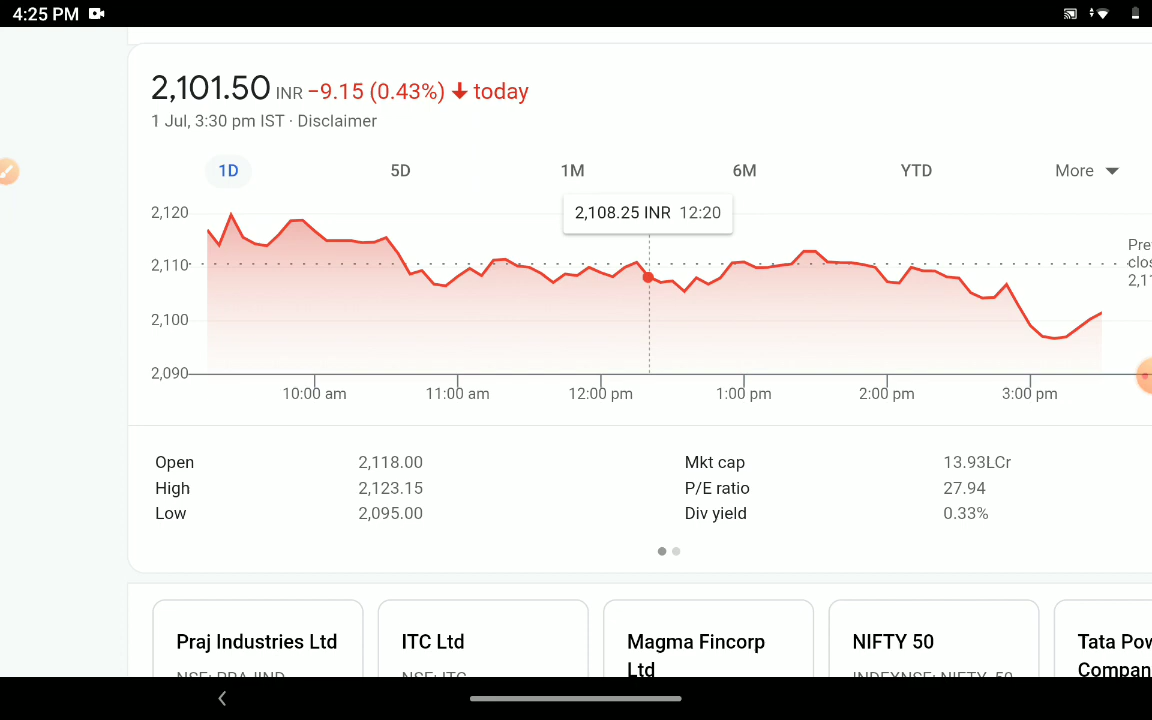 4:25 PM
2,101.50 INR −9.15 (0.43%) today
1 Jul, 3:30 pm IST · Disclaimer
1D 5D 1M 6M YTD More
2,108.25 INR 12:20
2,120
2,110
2,100
2,090
10:00 am 11:00 am 12:00 pm 1:00 pm 2:00 pm 3:00 pm
Open 2,118.00 Mkt cap 13.93LCr
High 2,123.15 P/E ratio 27.94
Low 2,095.00 Div yield 0.33%
Praj Industries Ltd ITC Ltd Magma Fincorp Ltd NIFTY 50 Tata Pow
Compan